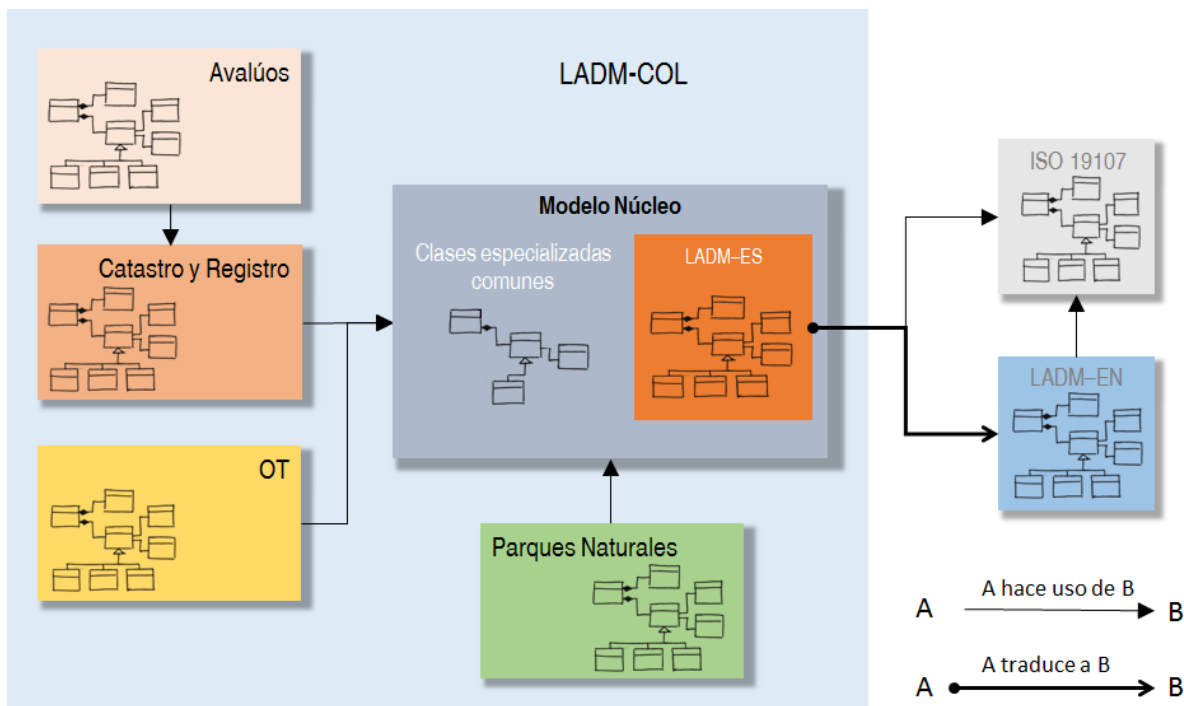 LADM-COL
Avalúos
Catastro y Registro
OT
Modelo Núcleo
Clases especializadas
comunes
LADM–ES
Parques Naturales
ISO 19107
LADM–EN
A hace uso de B
A B
A traduce a B
A B